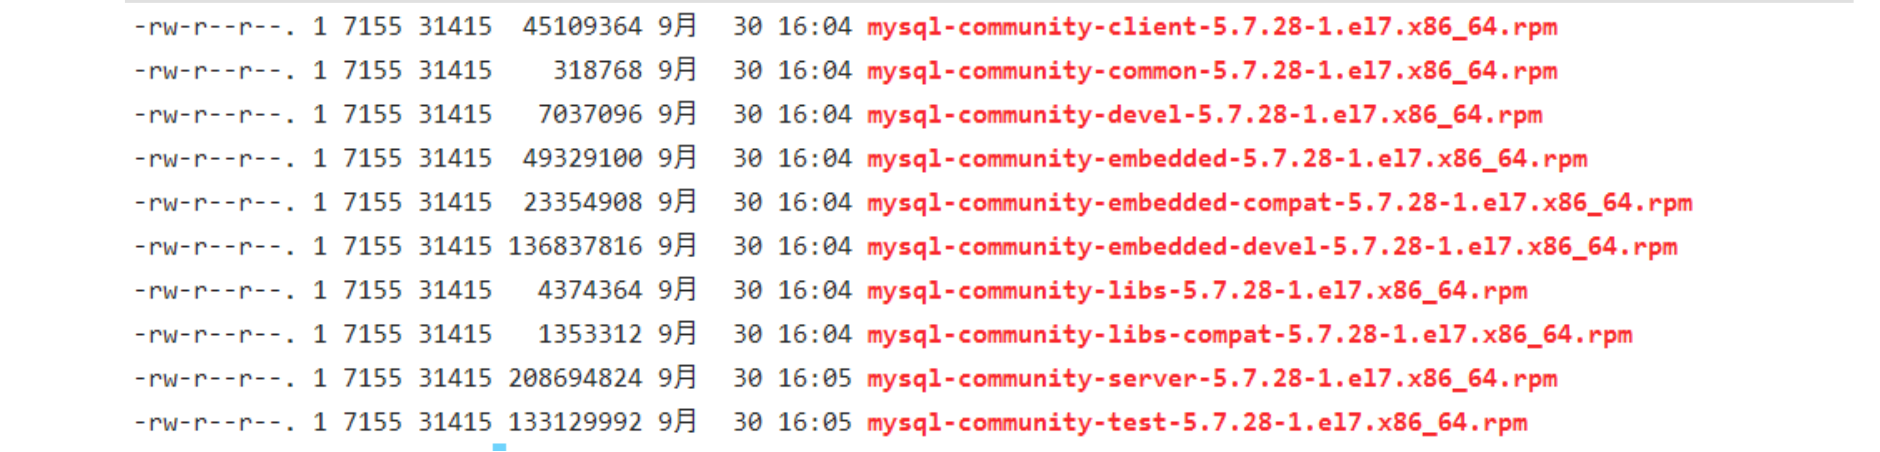 -rw-r--r--. 1 7155 31415  45109364 9月  30 16:04 mysql-community-client-5.7.28-1.el7.x86_64.rpm
-rw-r--r--. 1 7155 31415    318768 9月  30 16:04 mysql-community-common-5.7.28-1.el7.x86_64.rpm
-rw-r--r--. 1 7155 31415   7037096 9月  30 16:04 mysql-community-devel-5.7.28-1.el7.x86_64.rpm
-rw-r--r--. 1 7155 31415  49329100 9月  30 16:04 mysql-community-embedded-5.7.28-1.el7.x86_64.rpm
-rw-r--r--. 1 7155 31415  23354908 9月  30 16:04 mysql-community-embedded-compat-5.7.28-1.el7.x86_64.rpm
-rw-r--r--. 1 7155 31415 136837816 9月  30 16:04 mysql-community-embedded-devel-5.7.28-1.el7.x86_64.rpm
-rw-r--r--. 1 7155 31415   4374364 9月  30 16:04 mysql-community-libs-5.7.28-1.el7.x86_64.rpm
-rw-r--r--. 1 7155 31415   1353312 9月  30 16:04 mysql-community-libs-compat-5.7.28-1.el7.x86_64.rpm
-rw-r--r--. 1 7155 31415 208694824 9月  30 16:05 mysql-community-server-5.7.28-1.el7.x86_64.rpm
-rw-r--r--. 1 7155 31415 133129992 9月  30 16:05 mysql-community-test-5.7.28-1.el7.x86_64.rpm